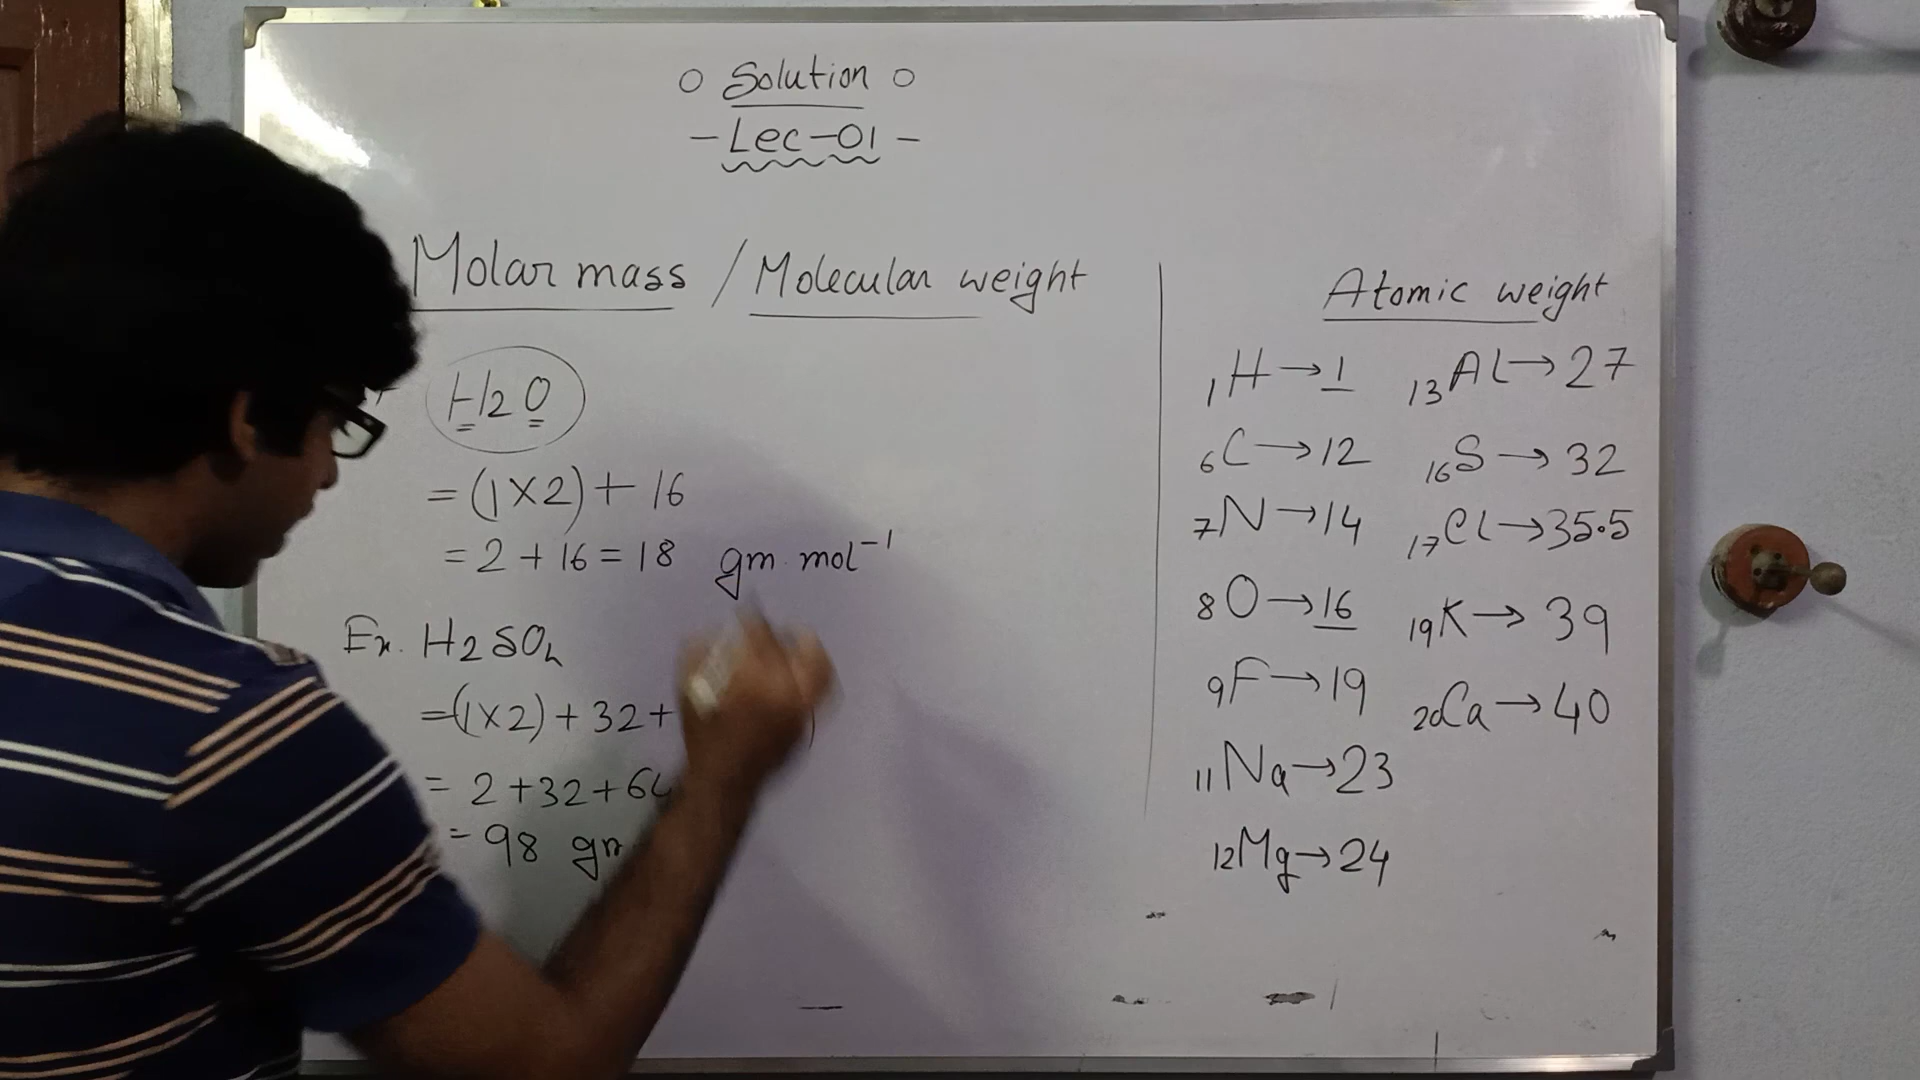 Solution
- Lec-01 -
Molar mass / Molecular weight
H2O
= (1×2) + 16
= 2 + 16 = 18 gm mol⁻¹
Ex. H2SO4
= (1×2) + 32 +
= 2 + 32 + 64
= 98 gm
Atomic weight
1H → 1 13Al → 27
6C → 12 16S → 32
7N → 14 17Cl → 35.5
8O → 16 19K → 39
9F → 19 20Ca → 40
11Na → 23
12Mg → 24